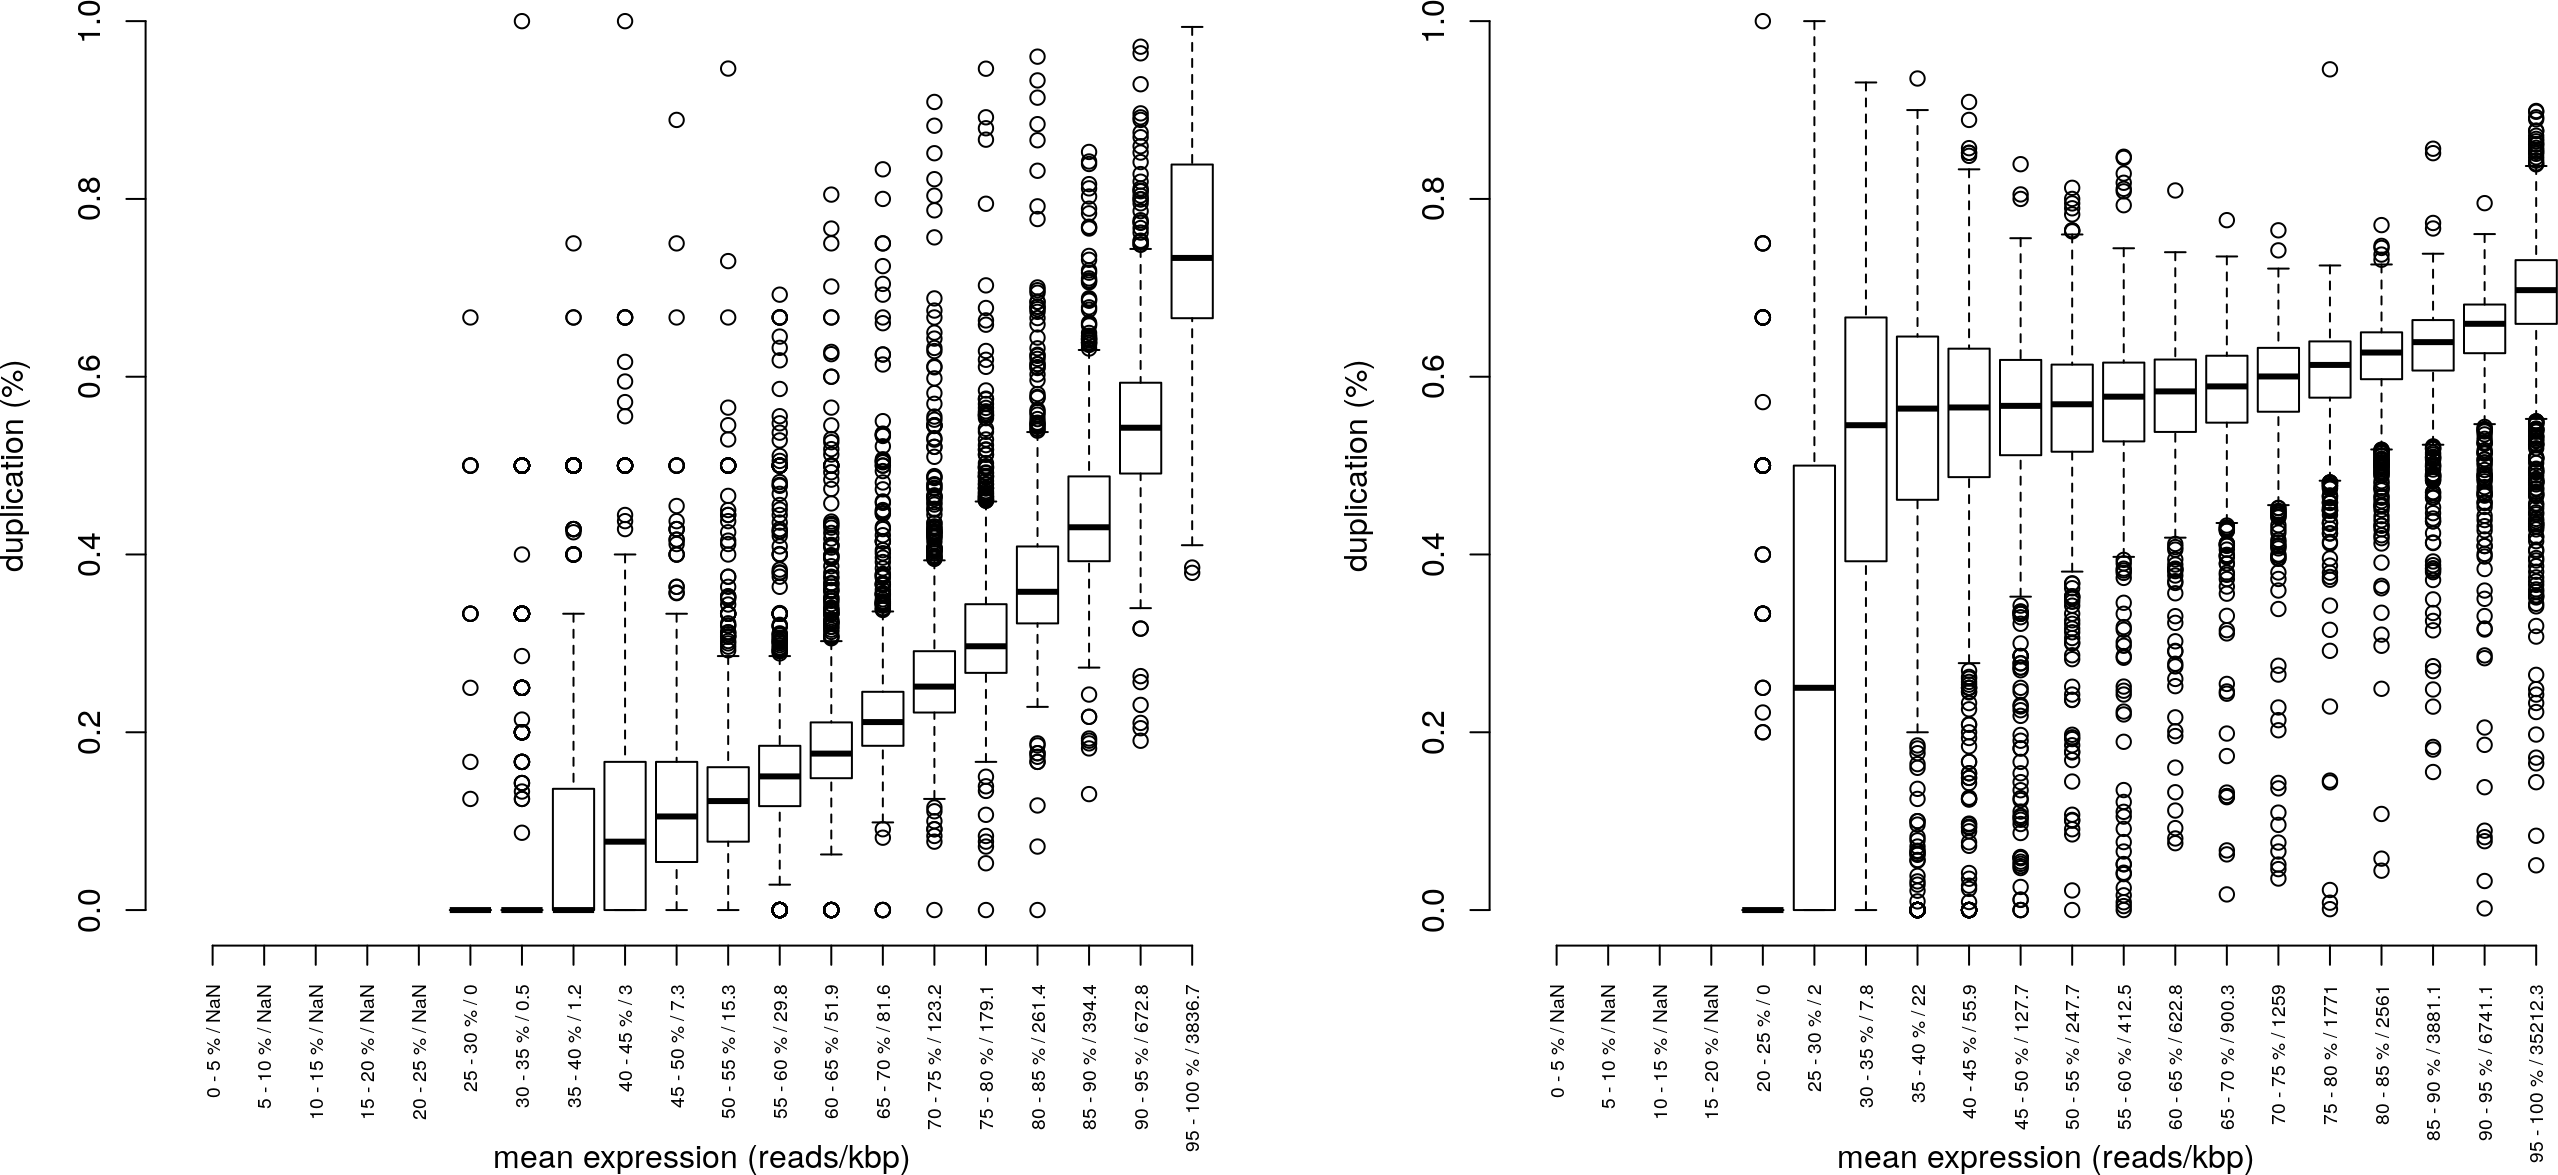 duplication (%)
1.0
0.8
0.6
0.4
0.2
0.0
0 - 5 % / NaN
5 - 10 % / NaN
10 - 15 % / NaN
15 - 20 % / NaN
20 - 25 % / NaN
25 - 30 % / 0
30 - 35 % / 0.5
35 - 40 % / 1.2
40 - 45 % / 3
45 - 50 % / 7.3
50 - 55 % / 15.3
55 - 60 % / 29.8
60 - 65 % / 51.9
65 - 70 % / 81.6
70 - 75 % / 123.2
75 - 80 % / 179.1
80 - 85 % / 261.4
85 - 90 % / 394.4
90 - 95 % / 672.8
95 - 100 % / 3836.7
mean expression (reads/kbp)
duplication (%)
1.0
0.8
0.6
0.4
0.2
0.0
0 - 5 % / NaN
5 - 10 % / NaN
10 - 15 % / NaN
15 - 20 % / NaN
20 - 25 % / 0
25 - 30 % / 2
30 - 35 % / 7.8
35 - 40 % / 22
40 - 45 % / 55.9
45 - 50 % / 127.7
50 - 55 % / 247.7
55 - 60 % / 412.5
60 - 65 % / 622.8
65 - 70 % / 900.3
70 - 75 % / 1259
75 - 80 % / 1771
80 - 85 % / 2561
85 - 90 % / 3881.1
90 - 95 % / 6741.1
95 - 100 % / 35212.3
mean expression (reads/kbp)